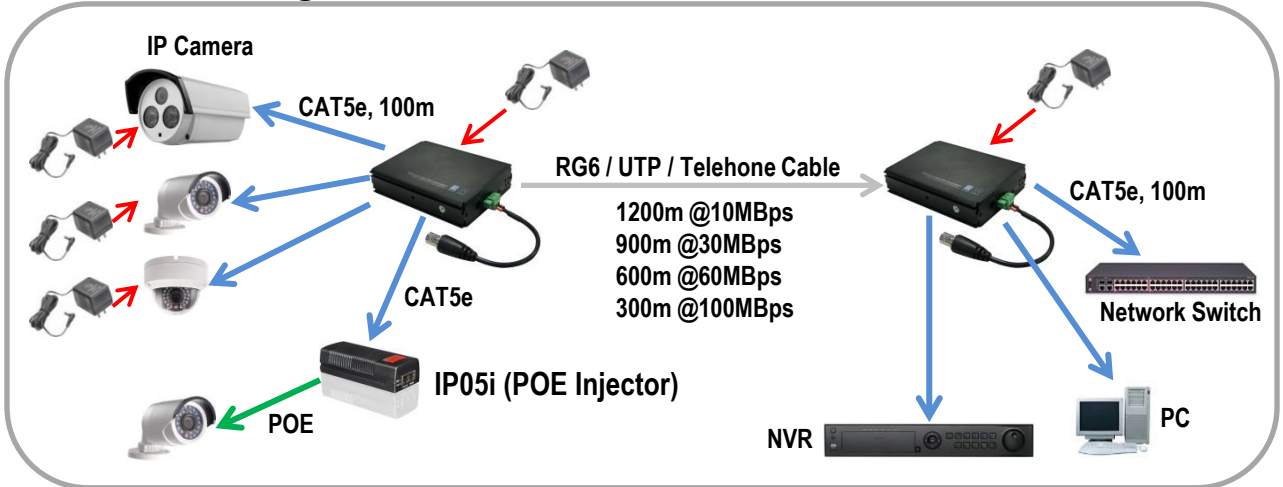 IP Camera
CAT5e, 100m
RG6 / UTP / Telehone Cable
1200m @10MBps
900m @30MBps
600m @60MBps
300m @100MBps
CAT5e, 100m
CAT5e
Network Switch
IP05i (POE Injector)
POE
NVR
PC